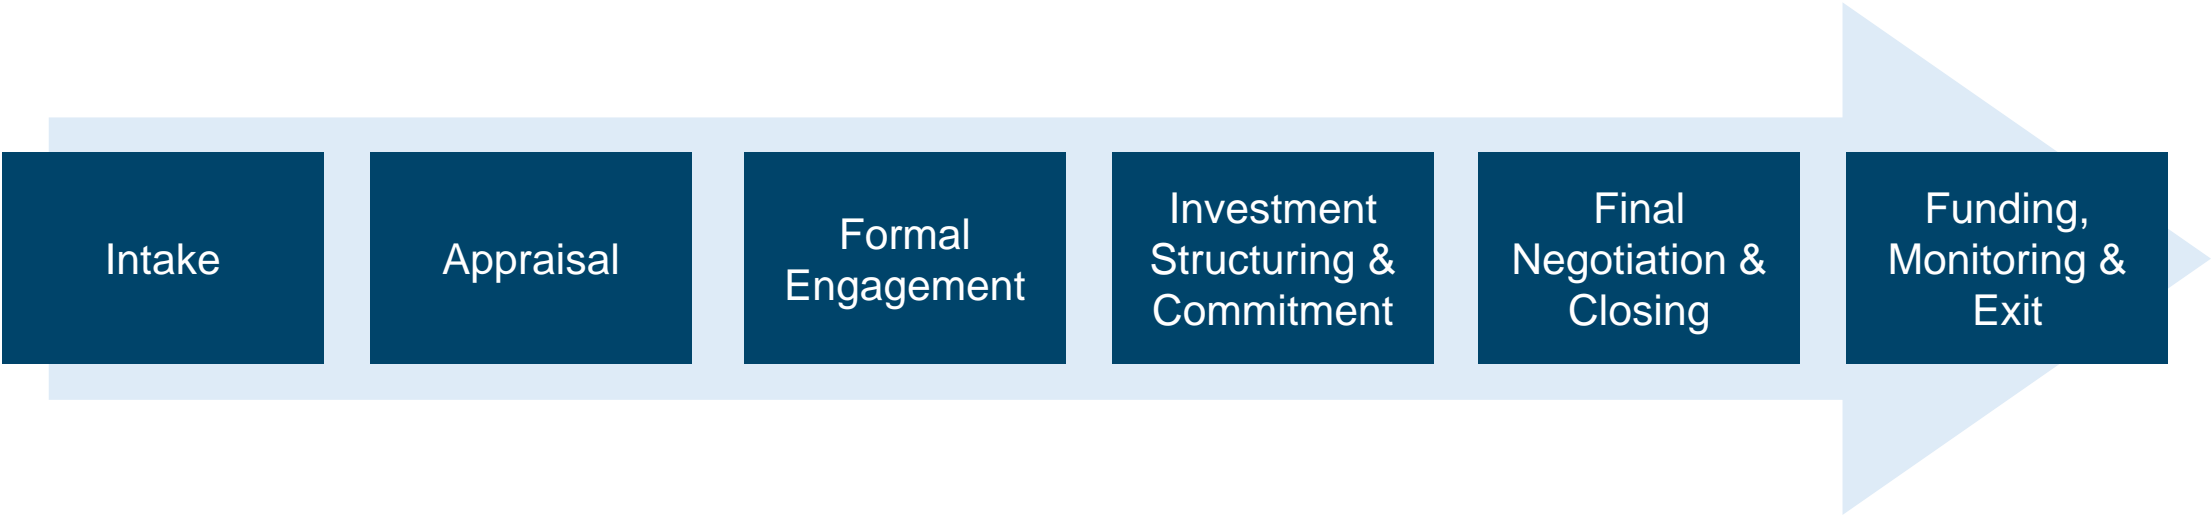 Intake
Appraisal
Formal
Engagement
Investment
Structuring &
Commitment
Final
Negotiation &
Closing
Funding,
Monitoring &
Exit